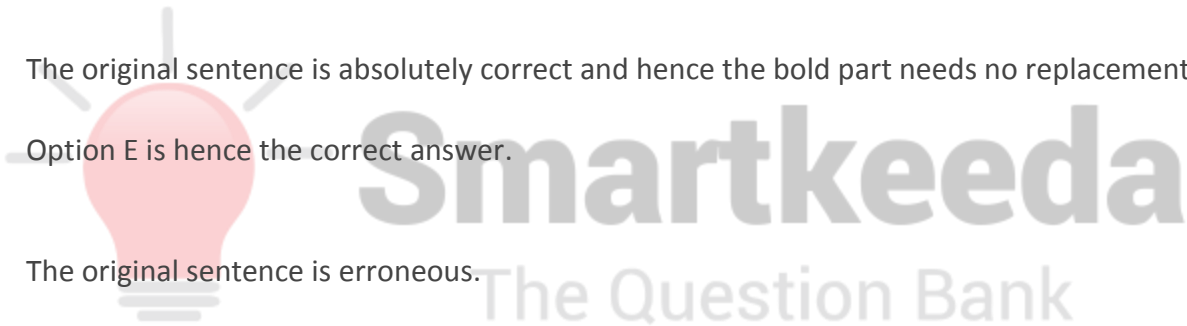 The original sentence is absolutely correct and hence the bold part needs no replacement
Option E is hence the correct answer.
Smartkeeda
The original sentence is erroneous.
The Question Bank